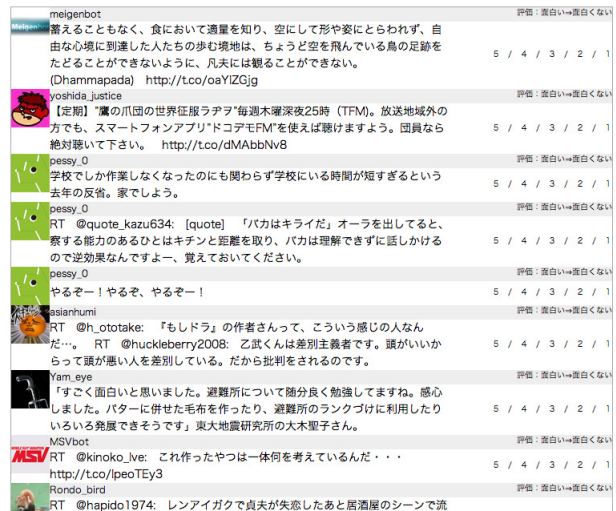 meigenbot 評価：面白い⇒面白くない
蓄えることもなく、食において適量を知り、空にして形や姿にとらわれず、自
由な心境に到達した人たちの歩む境地は、ちょうど空を飛んでいる鳥の足跡を
たどることができないように、凡夫には観ることができない。
(Dhammapada) http://t.co/oaYlZGjg
5 / 4 / 3 / 2 / 1
yoshida_justice 評価：面白い⇒面白くない
【定期】"鷹の爪団の世界征服ラヂヲ"毎週木曜深夜25時（TFM)。放送地域外の
方でも、スマートフォンアプリ"ドコデモFM"を使えば聴けますよう。団員なら
絶対聴いて下さい。 http://t.co/dMAbbNv8
5 / 4 / 3 / 2 / 1
pessy_0 評価：面白い⇒面白くない
学校でしか作業しなくなったのにも関わらず学校にいる時間が短すぎるという
去年の反省。家でしよう。
5 / 4 / 3 / 2 / 1
pessy_0 評価：面白い⇒面白くない
RT @quote_kazu634: [quote] 「バカはキライだ」オーラを出してると、
察する能力のあるひとはキチンと距離を取り、バカは理解できずに話しかける
ので逆効果なんですよー、覚えておいてください。
5 / 4 / 3 / 2 / 1
pessy_0 評価：面白い⇒面白くない
やるぞー！やるぞ、やるぞー！
5 / 4 / 3 / 2 / 1
asianhumi 評価：面白い⇒面白くない
RT @h_ototake: 『もしドラ』の作者さんって、こういう感じの人なん
だ…。 RT @huckleberry2008: 乙武くんは差別主義者です。頭がいいか
らって頭が悪い人を差別している。だから批判をされるのです。
5 / 4 / 3 / 2 / 1
Yam_eye 評価：面白い⇒面白くない
「すごく面白いと思いました。避難所について随分良く勉強してますね。感心
しました。パターに併せた毛布を作ったり、避難所のランクづけに利用したり
いろいろ発展できそうです」東大地震研究所の大木聖子さん。
5 / 4 / 3 / 2 / 1
MSVbot 評価：面白い⇒面白くない
MSV
RT @kinoko_lve: これ作ったやつは一体何を考えているんだ・・・
http://t.co/lpeoTEy3
5 / 4 / 3 / 2 / 1
Rondo_bird 評価：面白い⇒面白くない
RT @hapido1974: レンアイガクで貞夫が失恋したあと居酒屋のシーンで流